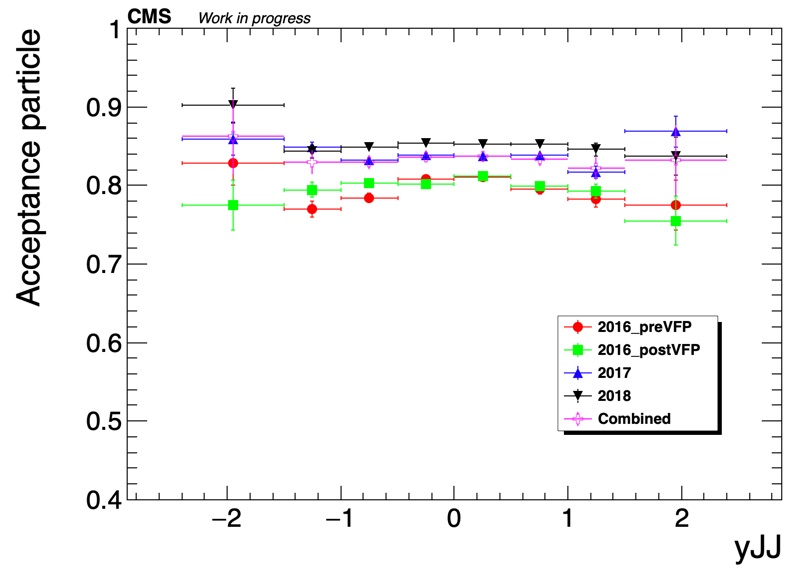 CMS Work in progress
Acceptance particle
1
0.9
0.8
0.7
0.6
0.5
0.4
2016_preVFP
2016_postVFP
2017
2018
Combined
−2 −1 0 1 2
yJJ